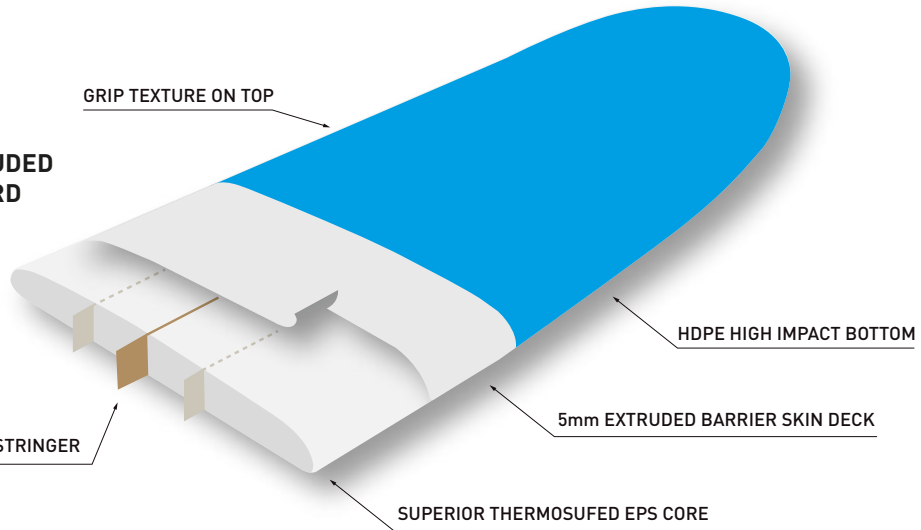 GRIP TEXTURE ON TOP
UDED
RD
HDPE HIGH IMPACT BOTTOM
5mm EXTRUDED BARRIER SKIN DECK
STRINGER
SUPERIOR THERMOSUFED EPS CORE